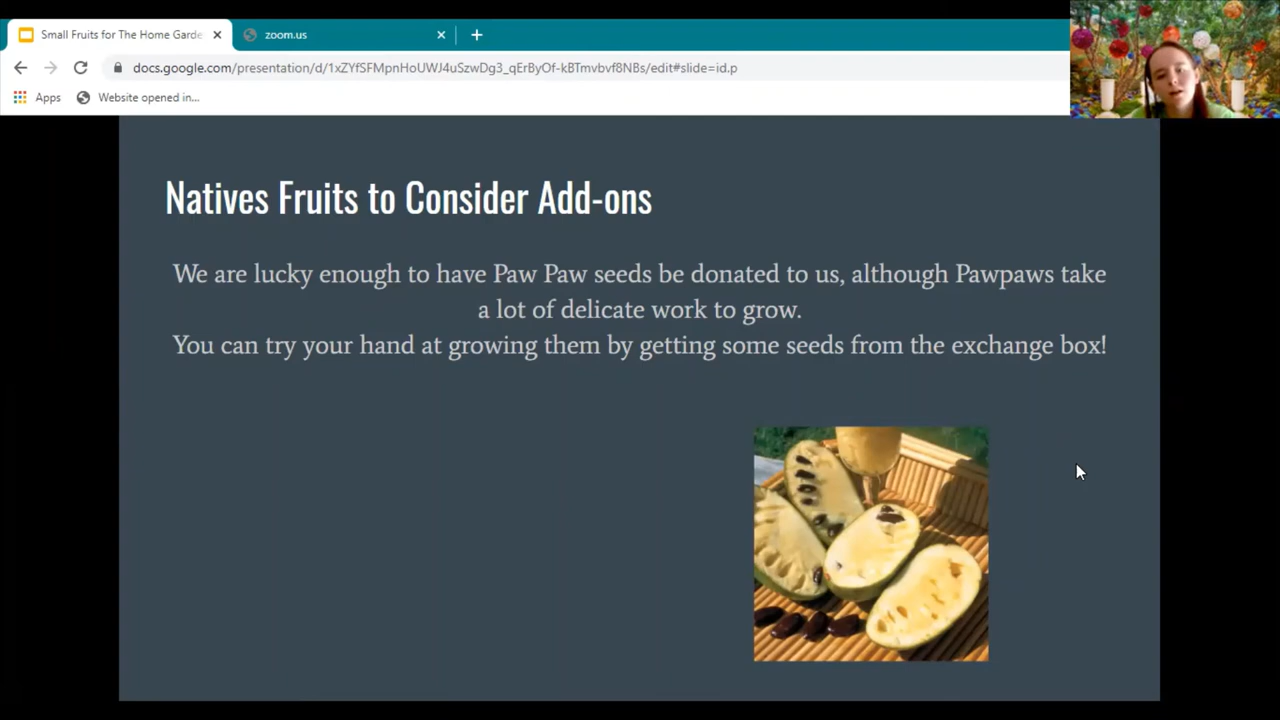 Small Fruits for The Home Garde
zoom.us
docs.google.com/presentation/d/1xZYfSFMpnHoUWJ4uSzwDg3_qErByOf-kBTmvbvf8NBs/edit#slide=id.p
Apps
Website opened in...
Natives Fruits to Consider Add-ons
We are lucky enough to have Paw Paw seeds be donated to us, although Pawpaws take
a lot of delicate work to grow.
You can try your hand at growing them by getting some seeds from the exchange box!